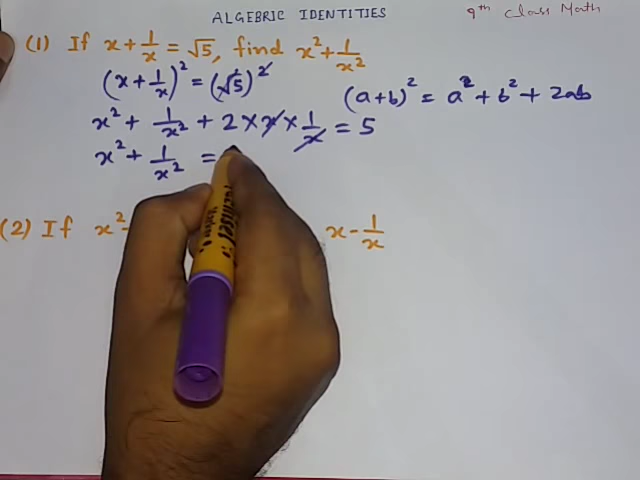 ALGEBRIC IDENTITIES
9th Class Math
(1) If x + 1/x = √5, find x² + 1/x²
(x + 1/x)² = (√5)²
(a+b)² = a² + b² + 2ab
x² + 1/x² + 2 × x × 1/x = 5
x² + 1/x² =
(2) If x² - x - 1/x